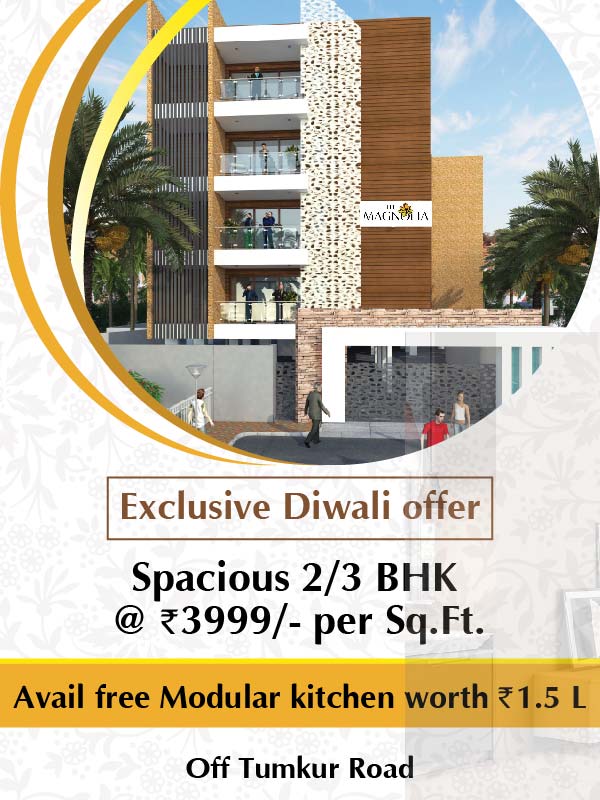 THE
MAGNOLIA
Exclusive Diwali offer
Spacious 2/3 BHK
@ ₹3999/- per Sq.Ft.
Avail free Modular kitchen worth ₹1.5 L
Off Tumkur Road